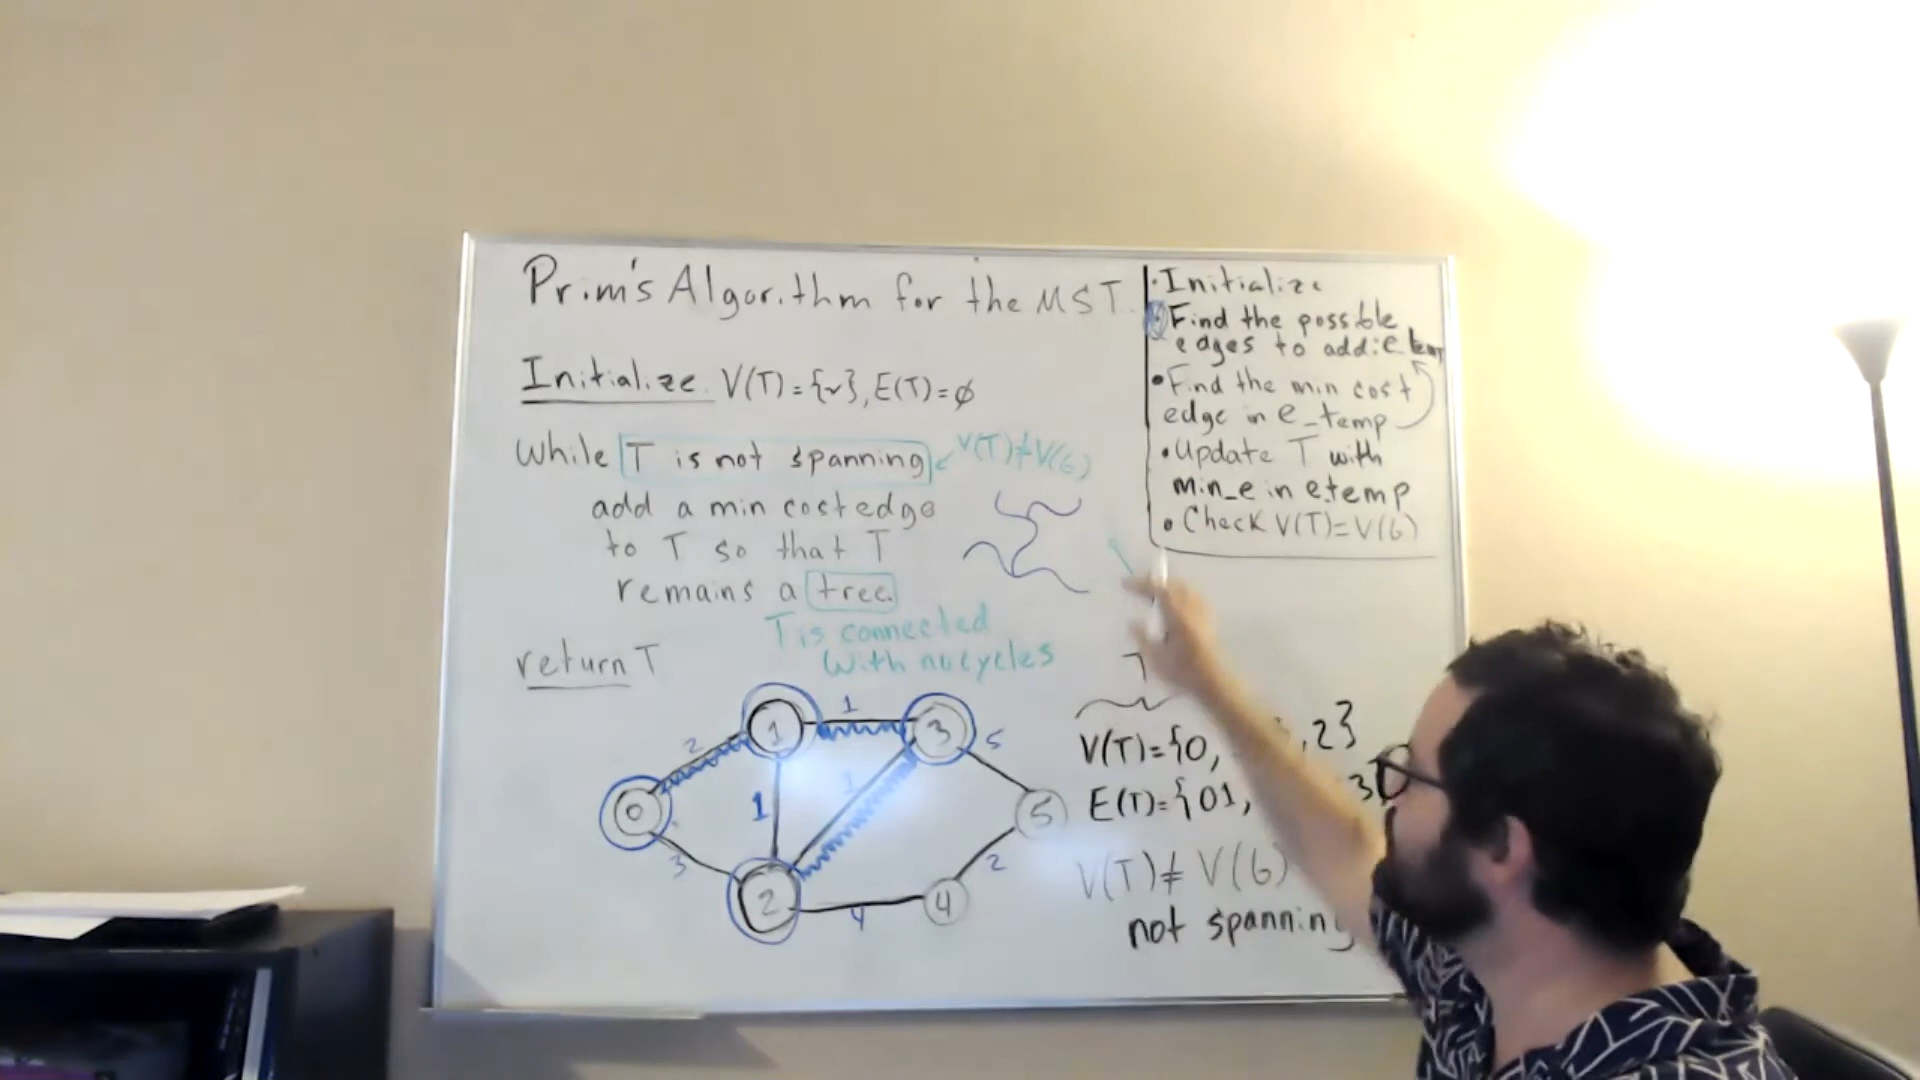 Prim's Algorithm for the MST.
Initialize V(T)={v}, E(T)=∅
While T is not spanning ← V(T)≠V(G)
add a min cost edge
to T so that T
remains a tree.
T is connected
with no cycles
return T
• Initialize
• Find the possible
edges to add: e_temp
• Find the min cost
edge in e_temp
• Update T with
min_e in e_temp
• Check V(T)=V(G)
T
V(T)={0, , 2}
E(T)={01, 3
V(T)≠V(G)
not spanning
0
1
2
3
4
5
2
3
1
1
1
4
5
2